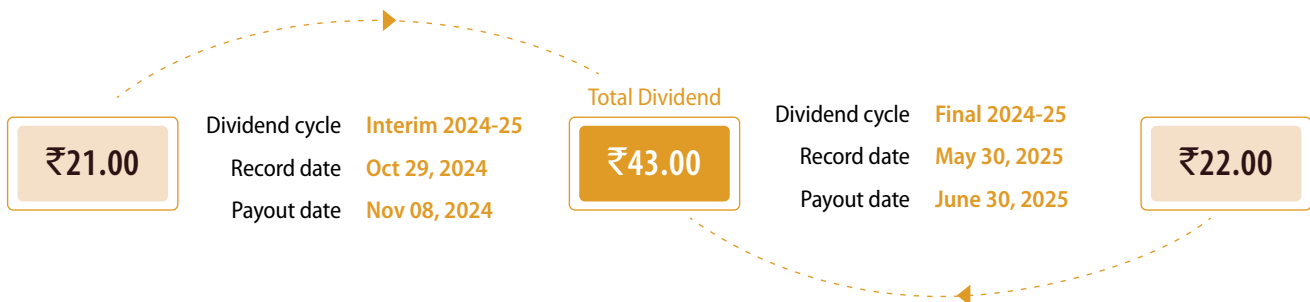 ₹21.00
Dividend cycle Interim 2024-25
Record date Oct 29, 2024
Payout date Nov 08, 2024
Total Dividend
₹43.00
Dividend cycle Final 2024-25
Record date May 30, 2025
Payout date June 30, 2025
₹22.00